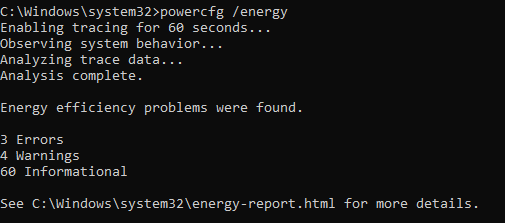 C:\Windows\system32>powercfg /energy
Enabling tracing for 60 seconds...
Observing system behavior...
Analyzing trace data...
Analysis complete.
Energy efficiency problems were found.
3 Errors
4 Warnings
60 Informational
See C:\Windows\system32\energy-report.html for more details.